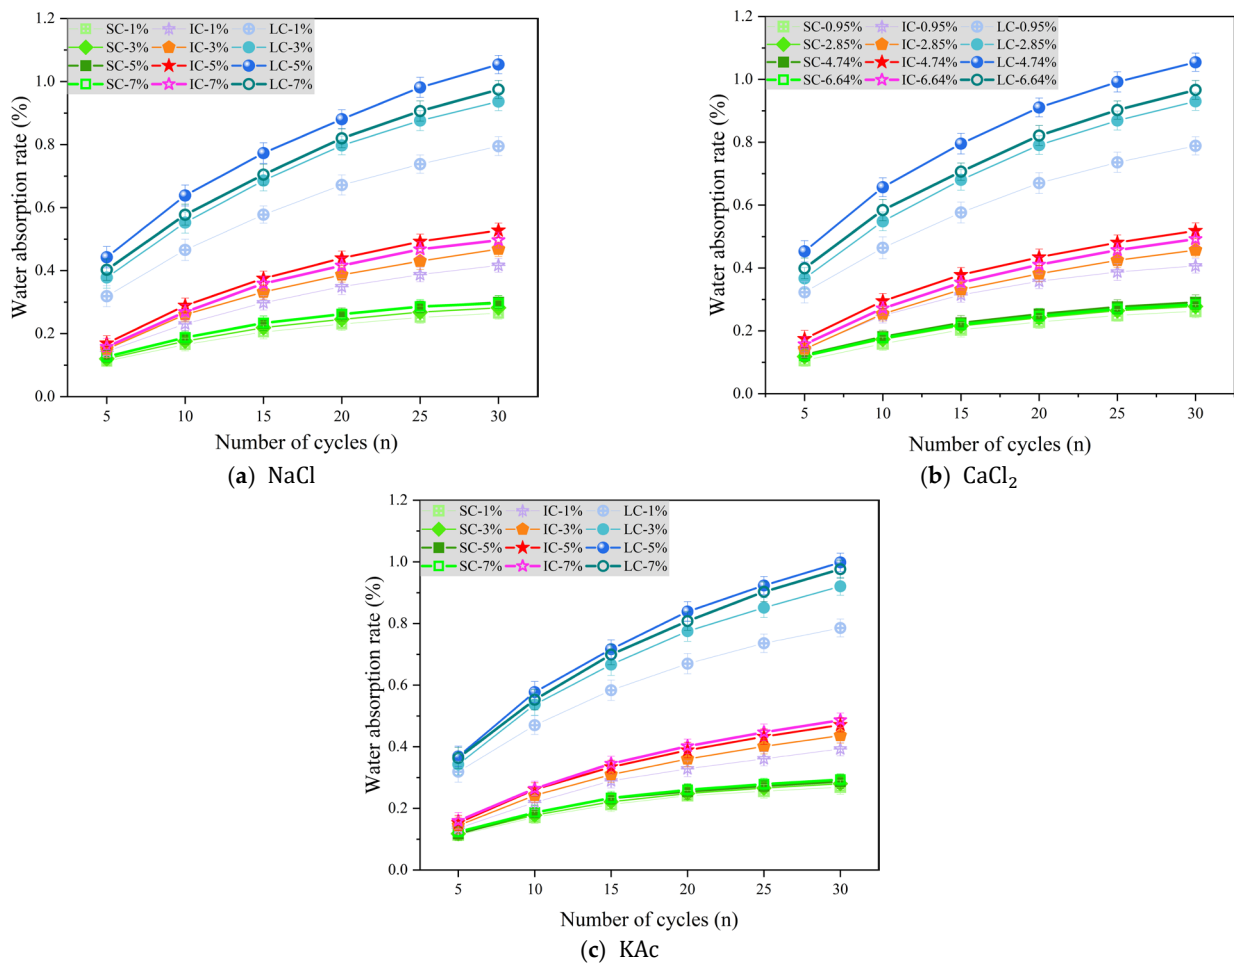 SC-1% IC-1% LC-1%
SC-3% IC-3% LC-3%
SC-5% IC-5% LC-5%
SC-7% IC-7% LC-7%
Water absorption rate (%)
1.2
1.0
0.8
0.6
0.4
0.2
0.0
5 10 15 20 25 30
Number of cycles (n)
(a) NaCl
SC-0.95% IC-0.95% LC-0.95%
SC-2.85% IC-2.85% LC-2.85%
SC-4.74% IC-4.74% LC-4.74%
SC-6.64% IC-6.64% LC-6.64%
Water absorption rate (%)
1.2
1.0
0.8
0.6
0.4
0.2
0.0
5 10 15 20 25 30
Number of cycles (n)
(b) CaCl₂
SC-1% IC-1% LC-1%
SC-3% IC-3% LC-3%
SC-5% IC-5% LC-5%
SC-7% IC-7% LC-7%
Water absorption rate (%)
1.2
1.0
0.8
0.6
0.4
0.2
0.0
5 10 15 20 25 30
Number of cycles (n)
(c) KAc